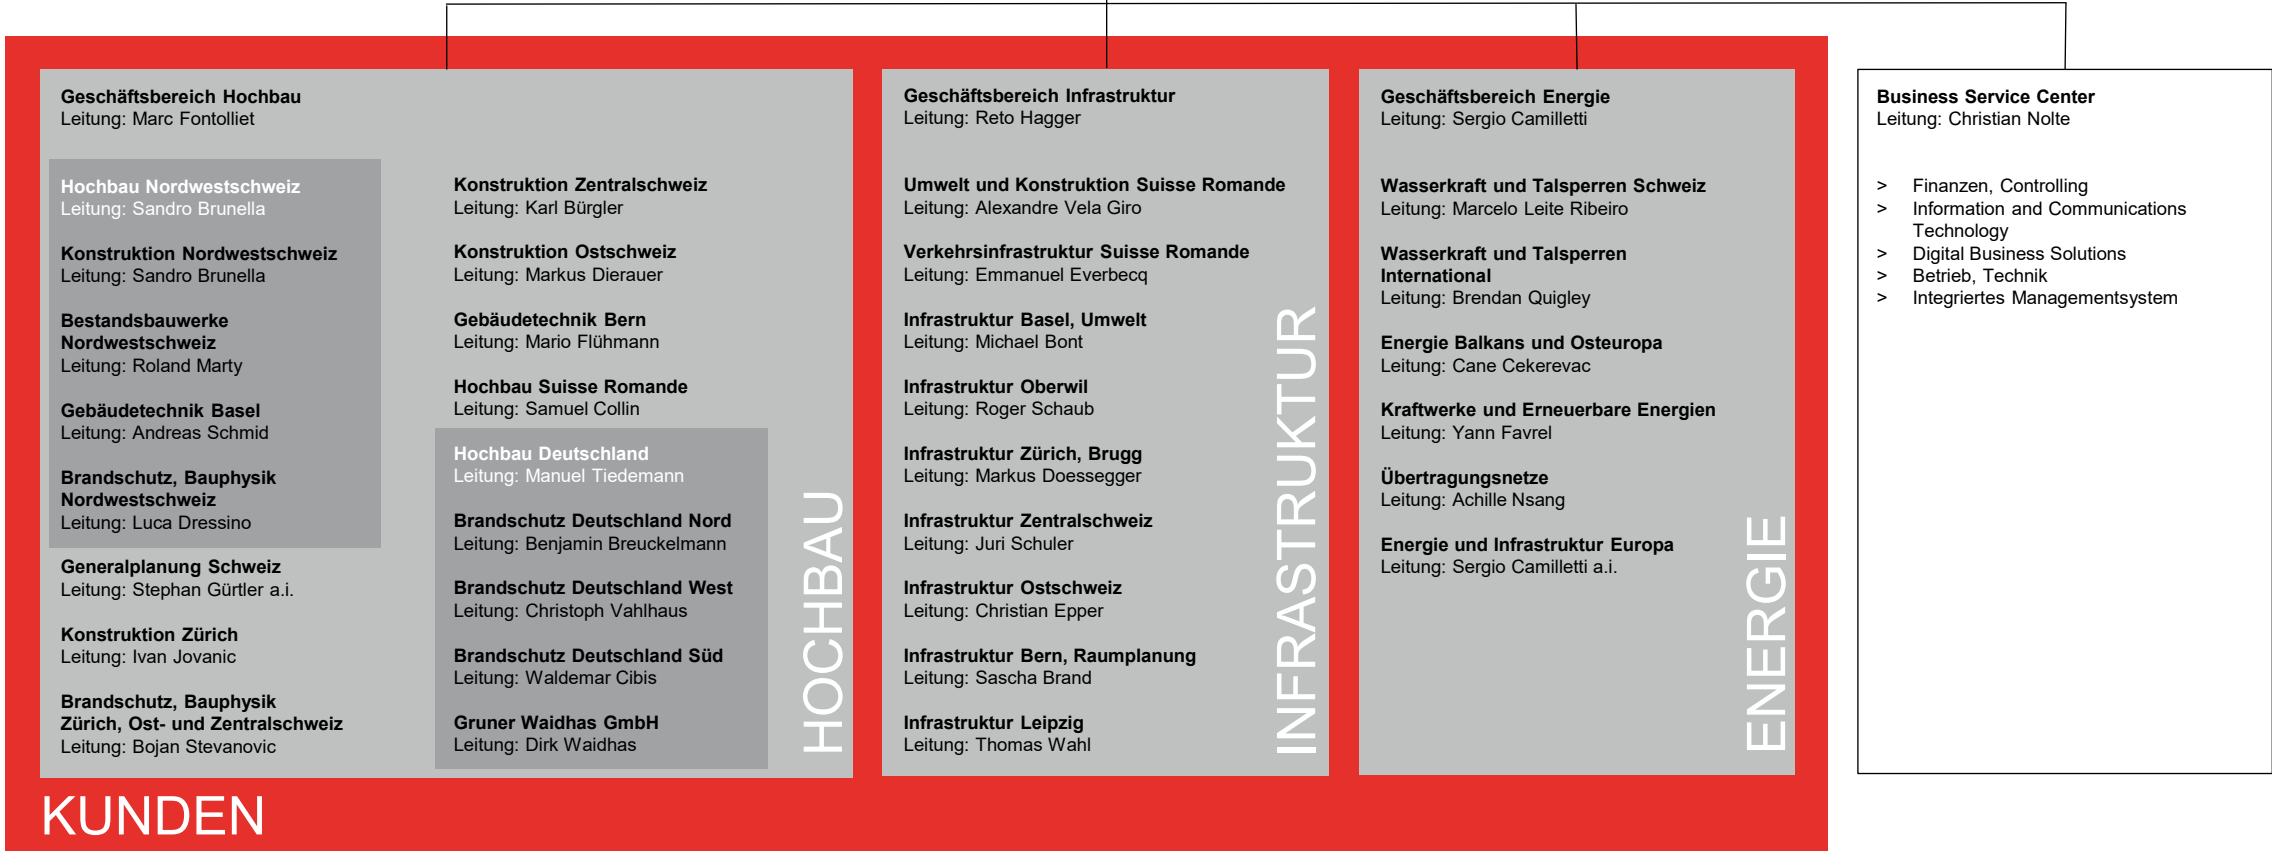 Geschäftsbereich Hochbau
Leitung: Marc Fontolliet
Hochbau Nordwestschweiz
Leitung: Sandro Brunella
Konstruktion Nordwestschweiz
Leitung: Sandro Brunella
Bestandsbauwerke
Nordwestschweiz
Leitung: Roland Marty
Gebäudetechnik Basel
Leitung: Andreas Schmid
Brandschutz, Bauphysik
Nordwestschweiz
Leitung: Luca Dressino
Generalplanung Schweiz
Leitung: Stephan Gürtler a.i.
Konstruktion Zürich
Leitung: Ivan Jovanic
Brandschutz, Bauphysik
Zürich, Ost- und Zentralschweiz
Leitung: Bojan Stevanovic
Konstruktion Zentralschweiz
Leitung: Karl Bürgler
Konstruktion Ostschweiz
Leitung: Markus Dierauer
Gebäudetechnik Bern
Leitung: Mario Flühmann
Hochbau Suisse Romande
Leitung: Samuel Collin
Hochbau Deutschland
Leitung: Manuel Tiedemann
Brandschutz Deutschland Nord
Leitung: Benjamin Breuckelmann
Brandschutz Deutschland West
Leitung: Christoph Vahlhaus
Brandschutz Deutschland Süd
Leitung: Waldemar Cibis
Gruner Waidhas GmbH
Leitung: Dirk Waidhas
HOCHBAU
Geschäftsbereich Infrastruktur
Leitung: Reto Hagger
Umwelt und Konstruktion Suisse Romande
Leitung: Alexandre Vela Giro
Verkehrsinfrastruktur Suisse Romande
Leitung: Emmanuel Everbecq
Infrastruktur Basel, Umwelt
Leitung: Michael Bont
Infrastruktur Oberwil
Leitung: Roger Schaub
Infrastruktur Zürich, Brugg
Leitung: Markus Doessegger
Infrastruktur Zentralschweiz
Leitung: Juri Schuler
Infrastruktur Ostschweiz
Leitung: Christian Epper
Infrastruktur Bern, Raumplanung
Leitung: Sascha Brand
Infrastruktur Leipzig
Leitung: Thomas Wahl
INFRASTRUKTUR
Geschäftsbereich Energie
Leitung: Sergio Camilletti
Wasserkraft und Talsperren Schweiz
Leitung: Marcelo Leite Ribeiro
Wasserkraft und Talsperren
International
Leitung: Brendan Quigley
Energie Balkans und Osteuropa
Leitung: Cane Cekerevac
Kraftwerke und Erneuerbare Energien
Leitung: Yann Favrel
Übertragungsnetze
Leitung: Achille Nsang
Energie und Infrastruktur Europa
Leitung: Sergio Camilletti a.i.
ENERGIE
KUNDEN
Business Service Center
Leitung: Christian Nolte
> Finanzen, Controlling
> Information and Communications
Technology
> Digital Business Solutions
> Betrieb, Technik
> Integriertes Managementsystem